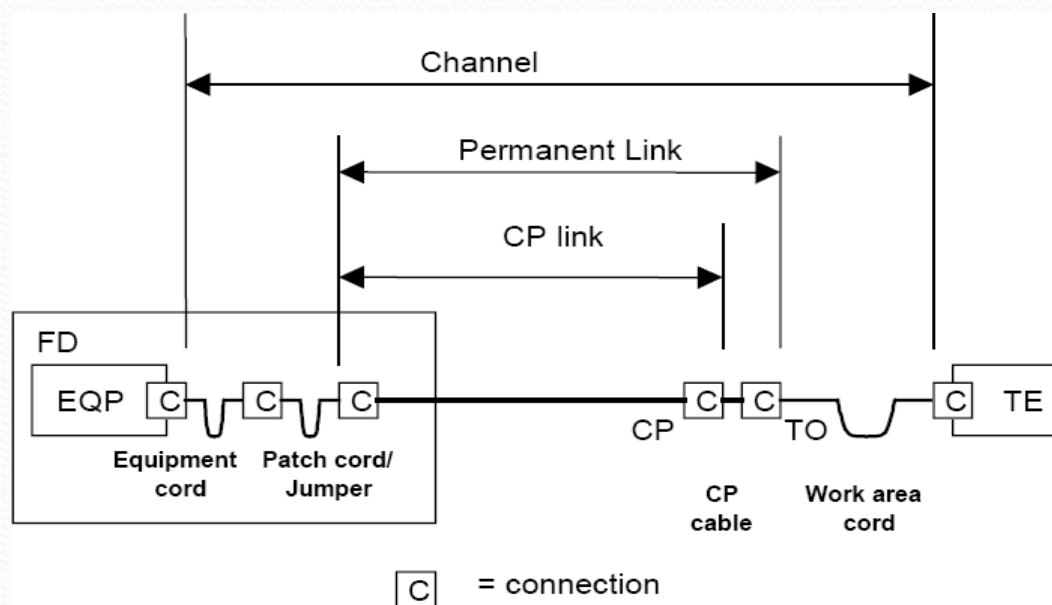 Channel
Permanent Link
CP link
FD
EQP
C
C
C
C
C
C
TE
CP
TO
Equipment
cord
Patch cord/
Jumper
CP
cable
Work area
cord
C = connection